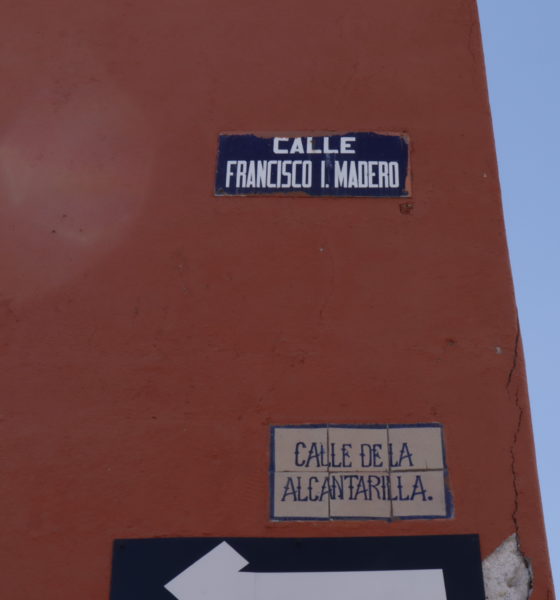 CALLE
FRANCISCO I. MADERO
CALLE DE LA
ALCANTARILLA.